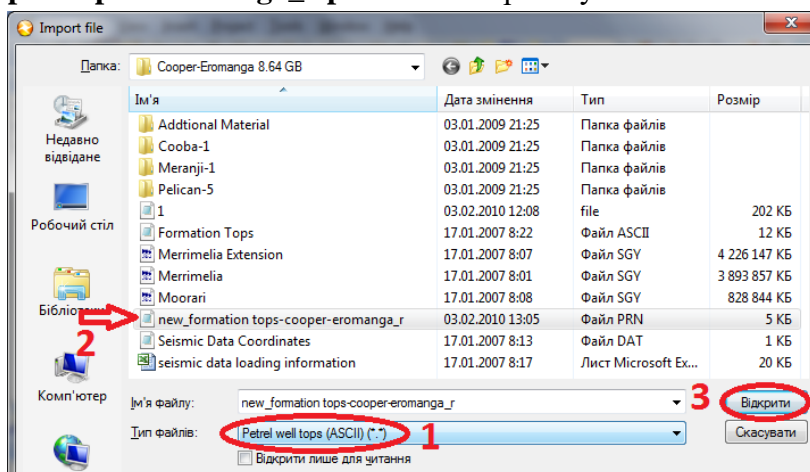 Import file
Папка: Cooper-Eromanga 8.64 GB
Ім'я Дата змінення Тип Розмір
Addtional Material 03.01.2009 21:25 Папка файлів
Cooba-1 03.01.2009 21:25 Папка файлів
Meranji-1 03.01.2009 21:25 Папка файлів
Pelican-5 03.01.2009 21:25 Папка файлів
1 03.02.2010 12:08 file 202 КБ
Formation Tops 17.01.2007 8:22 Файл ASCII 12 КБ
Merrimelia Extension 17.01.2007 8:07 Файл SGY 4 226 147 КБ
Merrimelia 17.01.2007 8:01 Файл SGY 3 893 857 КБ
Moorari 17.01.2007 8:08 Файл SGY 828 844 КБ
new_formation tops-cooper-eromanga_r 03.02.2010 13:05 Файл PRN 5 КБ
Seismic Data Coordinates 17.01.2007 8:13 Файл DAT 1 КБ
seismic data loading information 17.01.2007 8:17 Лист Microsoft Ex... 20 КБ
Недавно
відвідане
Робочий стіл
2
Комп'ютер
Ім'я файлу: new_formation tops-cooper-eromanga_r 3 Відкрити
Тип файлів: Petrel well tops (ASCII) (*.*) 1 Скасувати
Відкрити лише для читання